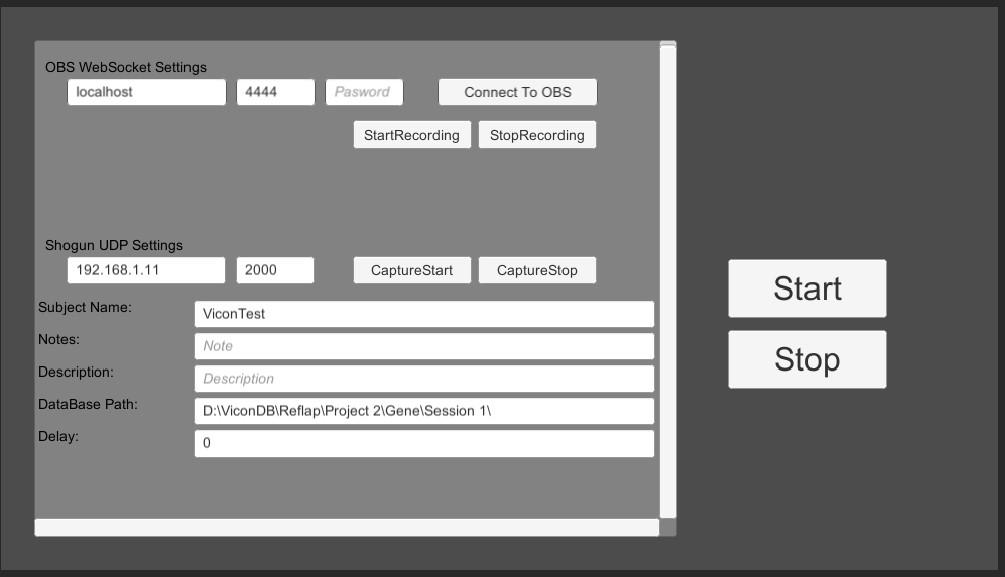 OBS WebSocket Settings
localhost 4444 Pasword Connect To OBS
StartRecording StopRecording
Shogun UDP Settings
192.168.1.11 2000 CaptureStart CaptureStop
Subject Name: ViconTest
Notes: Note
Description: Description
DataBase Path: D:\ViconDB\Reflap\Project 2\Gene\Session 1\
Delay: 0
Start
Stop